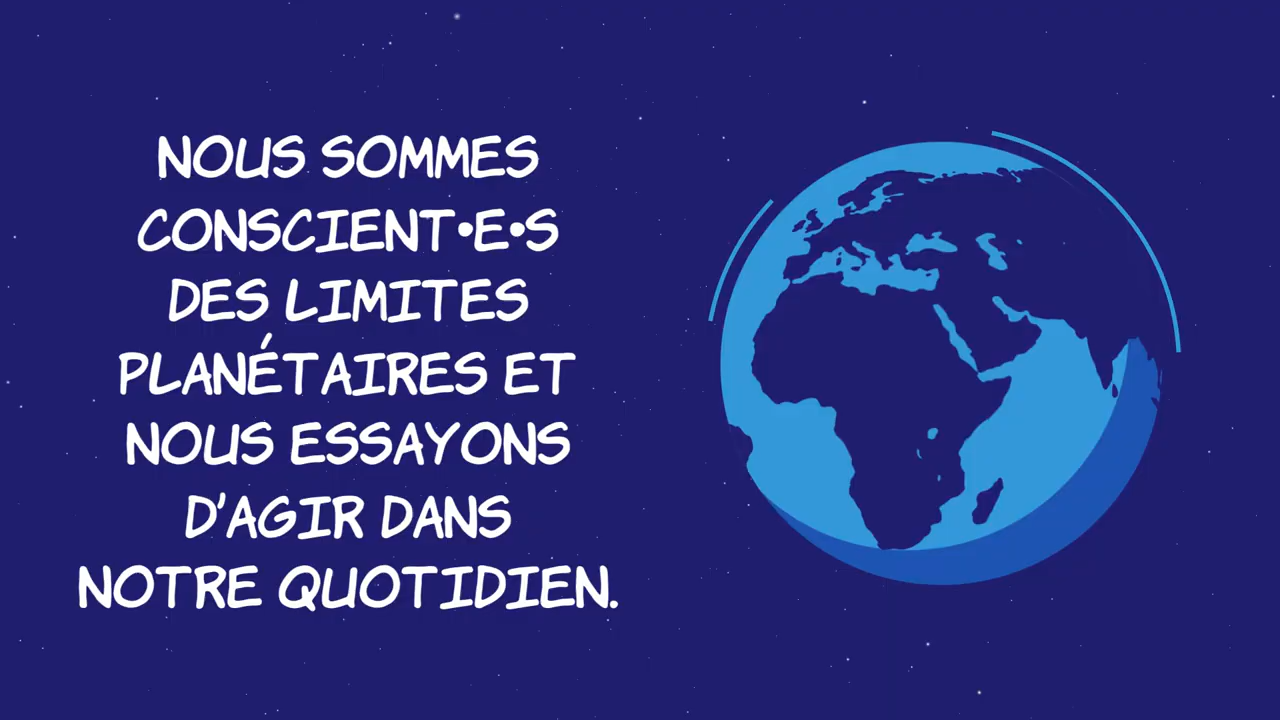 NOUS SOMMES
CONSCIENT•E•S
DES LIMITES
PLANÉTAIRES ET
NOUS ESSAYONS
D'AGIR DANS
NOTRE QUOTIDIEN.